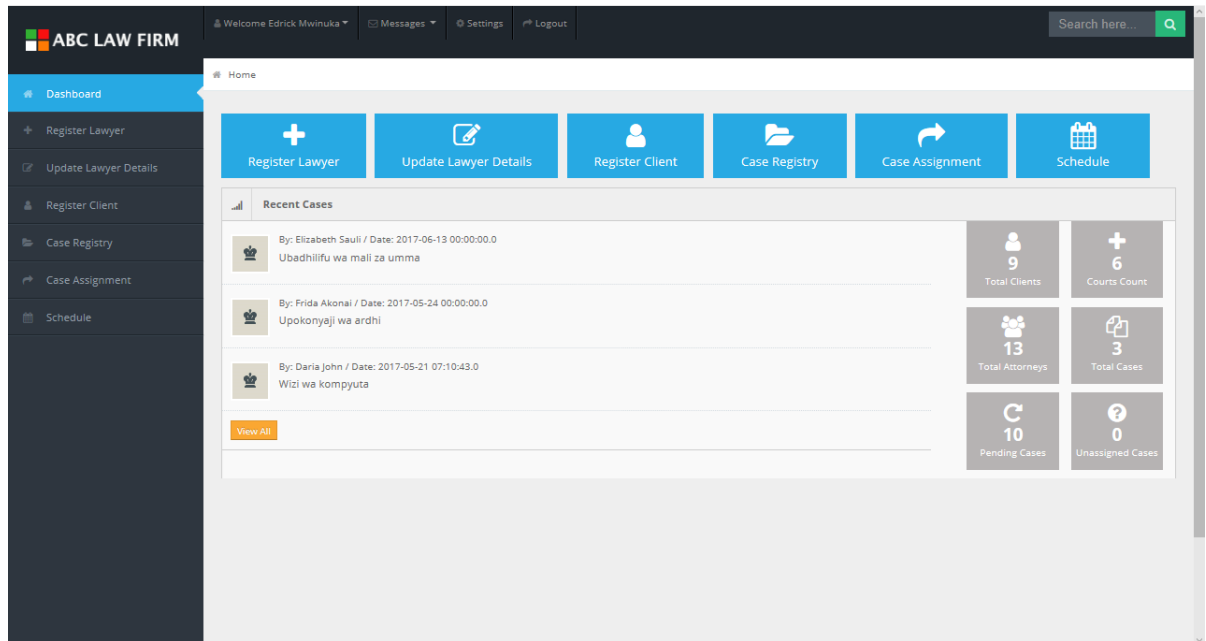 ABC LAW FIRM
Welcome Edrick Mwinuka
Messages
Settings
Logout
Search here...
Home
Dashboard
Register Lawyer
Update Lawyer Details
Register Client
Case Registry
Case Assignment
Schedule
Register Lawyer
Update Lawyer Details
Register Client
Case Registry
Case Assignment
Schedule
Recent Cases
By: Elizabeth Sauli / Date: 2017-06-13 00:00:00.0
Ubadhilifu wa mali za umma
By: Frida Akonai / Date: 2017-05-24 00:00:00.0
Upokonyaji wa ardhi
By: Daria John / Date: 2017-05-21 07:10:43.0
Wizi wa kompyuta
View All
9
Total Clients
6
Courts Count
13
Total Attorneys
3
Total Cases
10
Pending Cases
0
Unassigned Cases